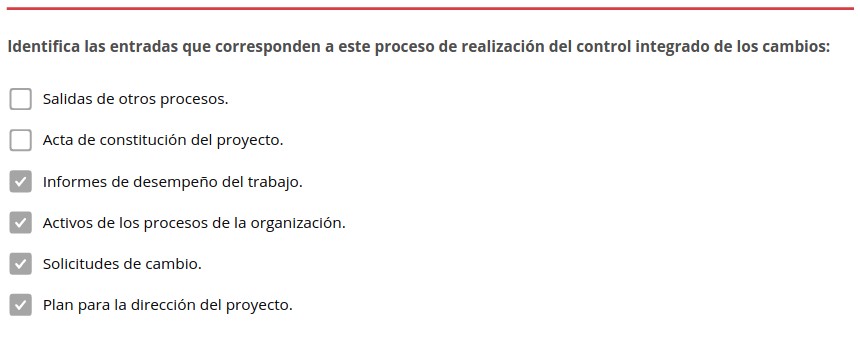 Identifica las entradas que corresponden a este proceso de realización del control integrado de los cambios:
Salidas de otros procesos.
Acta de constitución del proyecto.
Informes de desempeño del trabajo.
Activos de los procesos de la organización.
Solicitudes de cambio.
Plan para la dirección del proyecto.